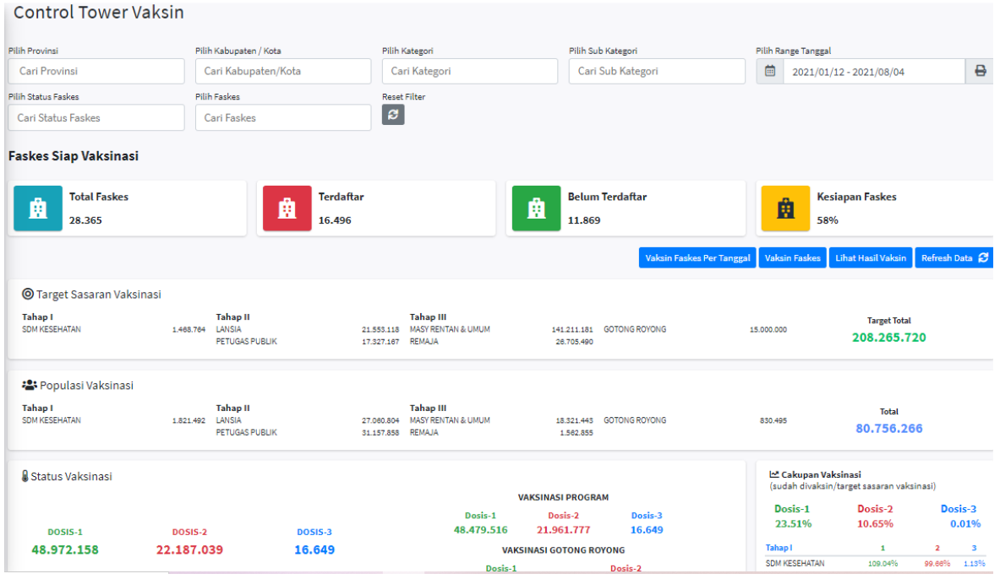 Control Tower Vaksin
Pilih Provinsi Pilih Kabupaten / Kota Pilih Kategori Pilih Sub Kategori Pilih Range Tanggal
Cari Provinsi Cari Kabupaten/Kota Cari Kategori Cari Sub Kategori 2021/01/12 - 2021/08/04
Pilih Status Faskes Pilih Faskes Reset Filter
Cari Status Faskes Cari Faskes
Faskes Siap Vaksinasi
Total Faskes Terdaftar Belum Terdaftar Kesiapan Faskes
28.365 16.496 11.869 58%
Vaksin Faskes Per Tanggal Vaksin Faskes Lihat Hasil Vaksin Refresh Data
Target Sasaran Vaksinasi
Tahap I Tahap II Tahap III Target Total
SDM KESEHATAN 1.468.764 LANSIA 21.553.118 MASY RENTAN & UMUM 141.211.181 GOTONG ROYONG 15.000.000 208.265.720
PETUGAS PUBLIK 17.327.167 REMAJA 26.705.490
Populasi Vaksinasi
Tahap I Tahap II Tahap III Total
SDM KESEHATAN 1.821.492 LANSIA 27.060.804 MASY RENTAN & UMUM 18.321.443 GOTONG ROYONG 830.495 80.756.266
PETUGAS PUBLIK 31.157.858 REMAJA 1.562.855
Status Vaksinasi
VAKSINASI PROGRAM
Dosis-1 Dosis-2 Dosis-3
48.479.516 21.961.777 16.649
DOSIS-1 DOSIS-2 DOSIS-3
48.972.158 22.187.039 16.649
VAKSINASI GOTONG ROYONG
Dosis-1 Dosis-2
Cakupan Vaksinasi
(sudah divaksin/target sasaran vaksinasi)
Dosis-1 Dosis-2 Dosis-3
23.51% 10.65% 0.01%
Tahap I 1 2 3
SDM KESEHATAN 109.04% 99.66% 1.13%